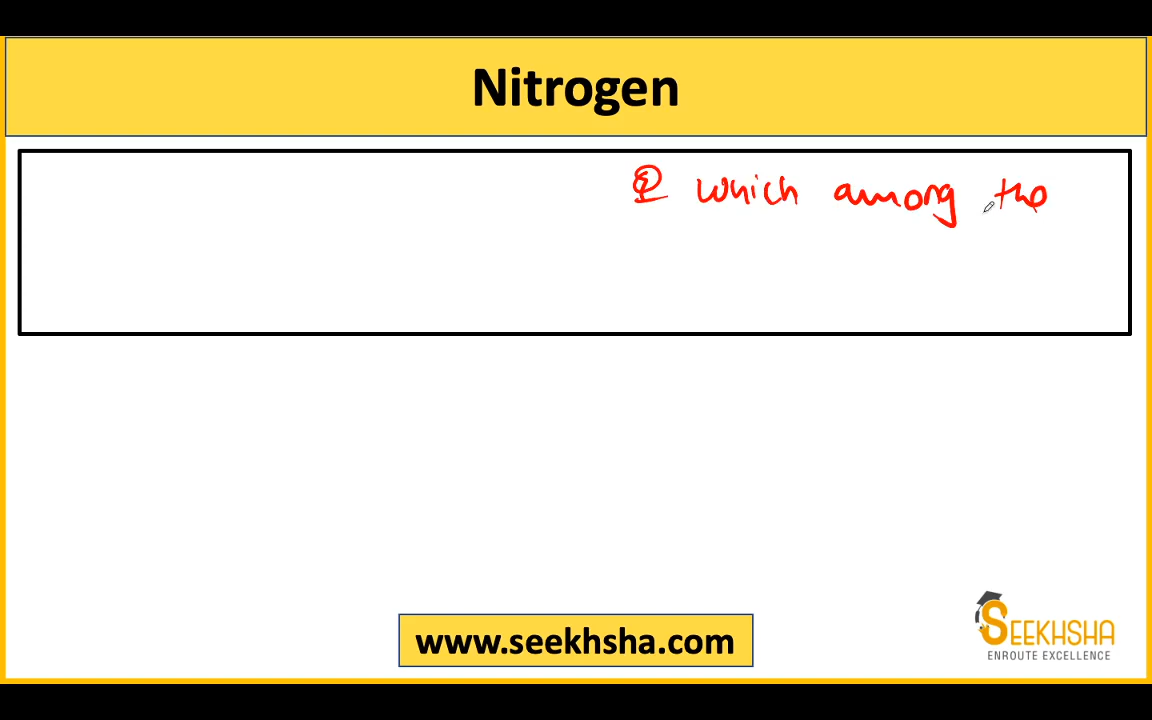 Nitrogen
Q which among the
www.seekhsha.com
SEEKHSHA
ENROUTE EXCELLENCE